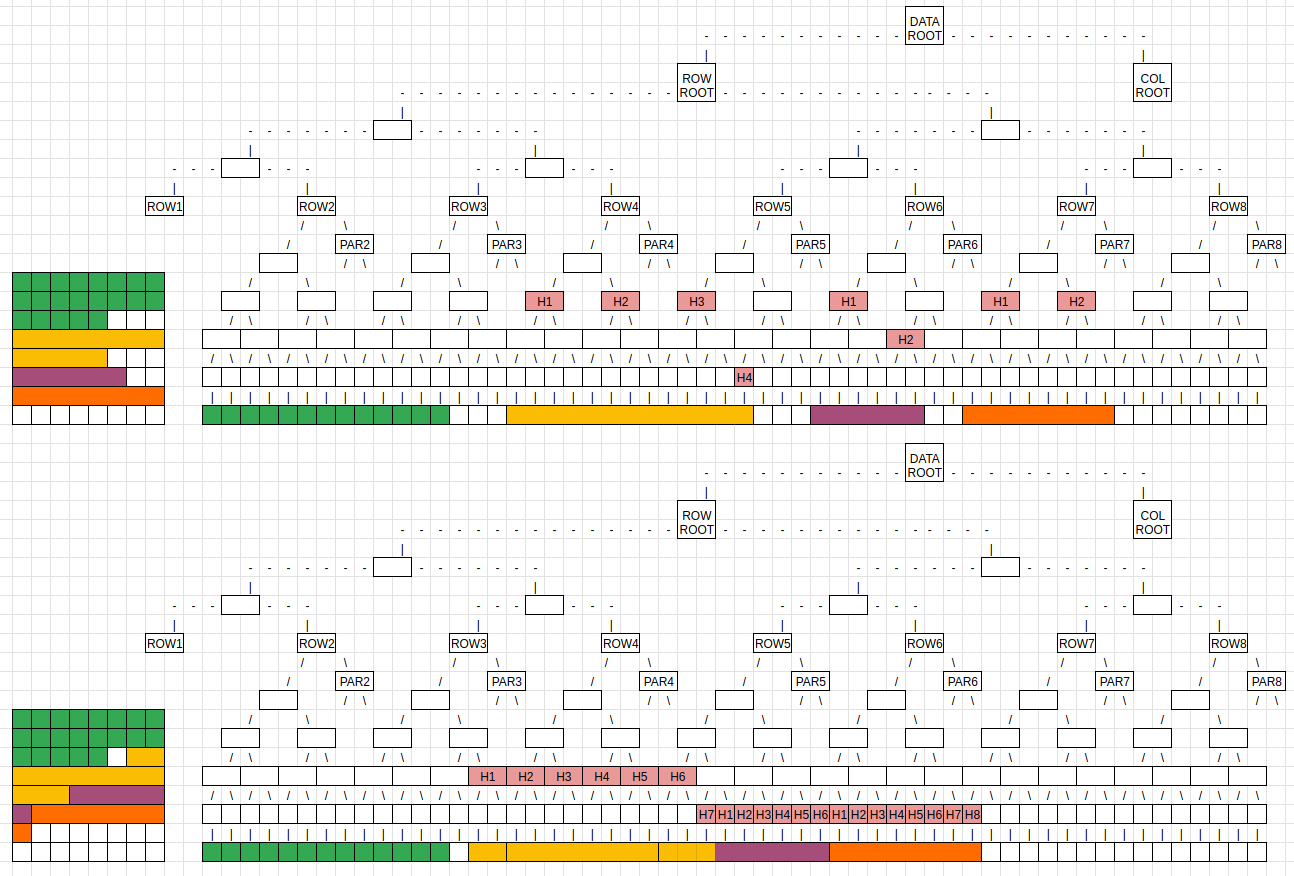 DATA
ROOT
ROW
ROOT
COL
ROOT
ROW1
ROW2
ROW3
ROW4
ROW5
ROW6
ROW7
ROW8
PAR2
PAR3
PAR4
PAR5
PAR6
PAR7
PAR8
H1
H2
H3
H1
H1
H2
H2
H4
DATA
ROOT
ROW
ROOT
COL
ROOT
ROW1
ROW2
ROW3
ROW4
ROW5
ROW6
ROW7
ROW8
PAR2
PAR3
PAR4
PAR5
PAR6
PAR7
PAR8
H1 H2 H3 H4 H5 H6
H7 H1 H2 H3 H4 H5 H6 H1 H2 H3 H4 H5 H6 H7 H8